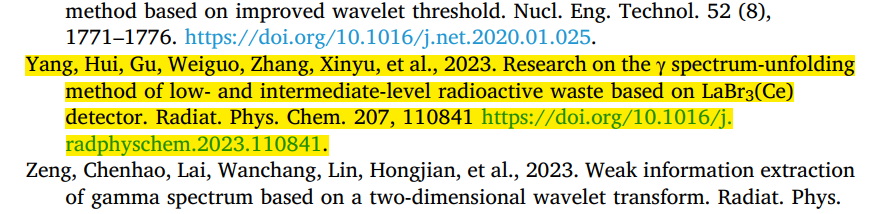 method based on improved wavelet threshold. Nucl. Eng. Technol. 52 (8),
1771–1776. https://doi.org/10.1016/j.net.2020.01.025.
Yang, Hui, Gu, Weiguo, Zhang, Xinyu, et al., 2023. Research on the γ spectrum-unfolding
method of low- and intermediate-level radioactive waste based on LaBr₃(Ce)
detector. Radiat. Phys. Chem. 207, 110841 https://doi.org/10.1016/j.
radphyschem.2023.110841.
Zeng, Chenhao, Lai, Wanchang, Lin, Hongjian, et al., 2023. Weak information extraction
of gamma spectrum based on a two-dimensional wavelet transform. Radiat. Phys.